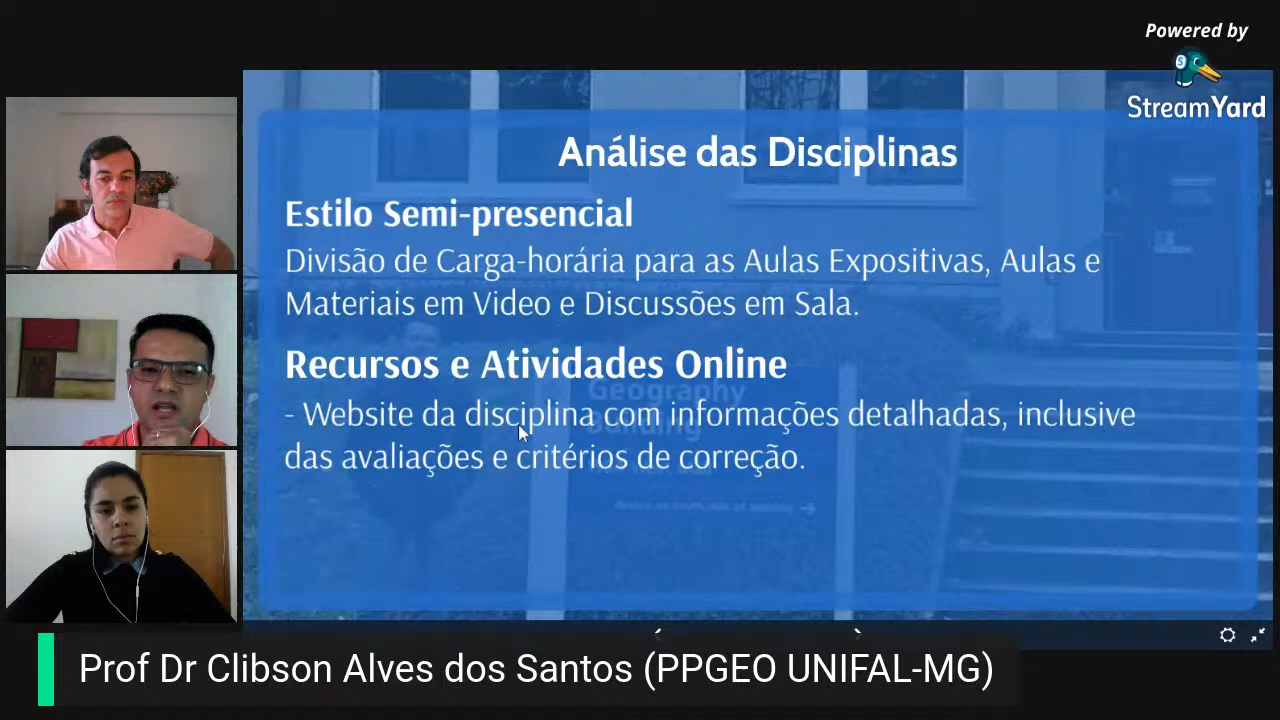 Powered by
StreamYard
Análise das Disciplinas
Estilo Semi-presencial
Divisão de Carga-horária para as Aulas Expositivas, Aulas e
Materiais em Video e Discussões em Sala.
Recursos e Atividades Online
- Website da disciplina com informações detalhadas, inclusive
das avaliações e critérios de correção.
Geography
Building
Prof Dr Clibson Alves dos Santos (PPGEO UNIFAL-MG)